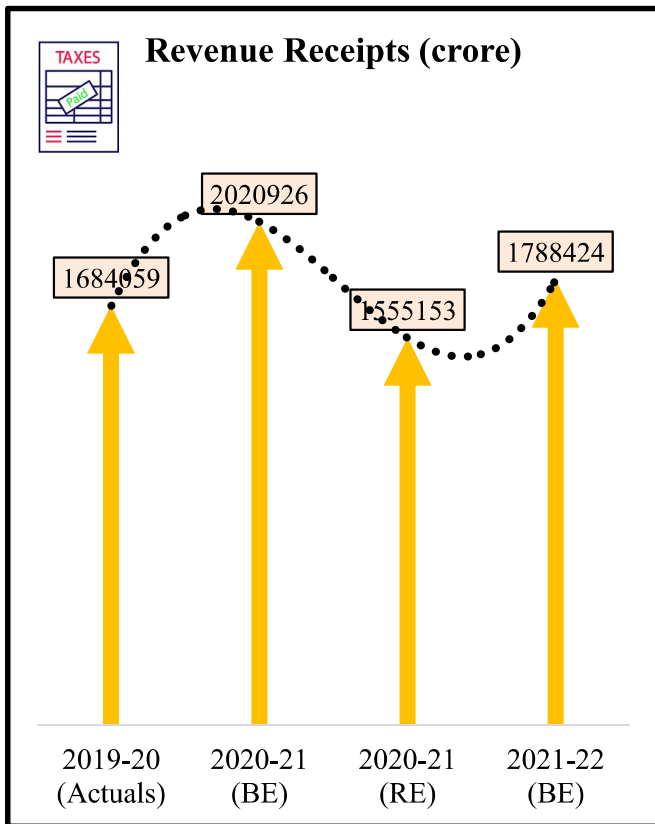 TAXES
Paid
Revenue Receipts (crore)
2020926
1788424
1684059
1555153
2019-20 2020-21 2020-21 2021-22
(Actuals) (BE) (RE) (BE)